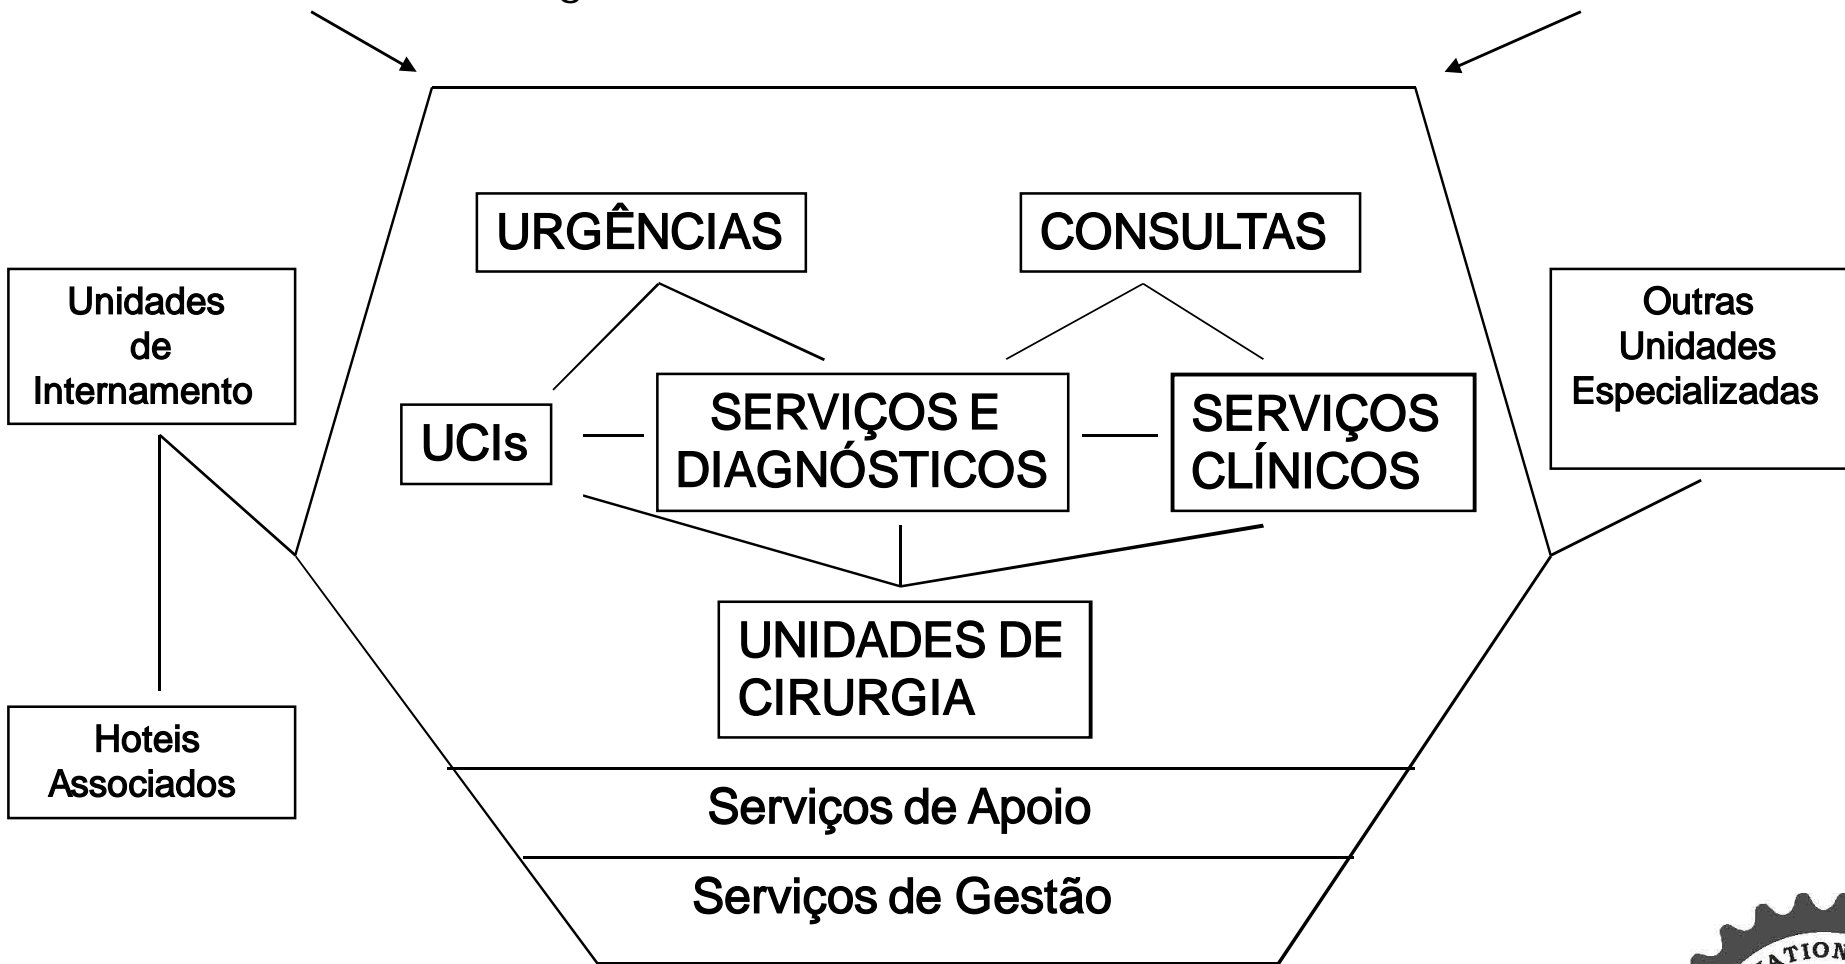 URGÊNCIAS
CONSULTAS
Unidades
de
Internamento
Outras
Unidades
Especializadas
UCIs
SERVIÇOS E
DIAGNÓSTICOS
SERVIÇOS
CLÍNICOS
UNIDADES DE
CIRURGIA
Hoteis
Associados
Serviços de Apoio
Serviços de Gestão